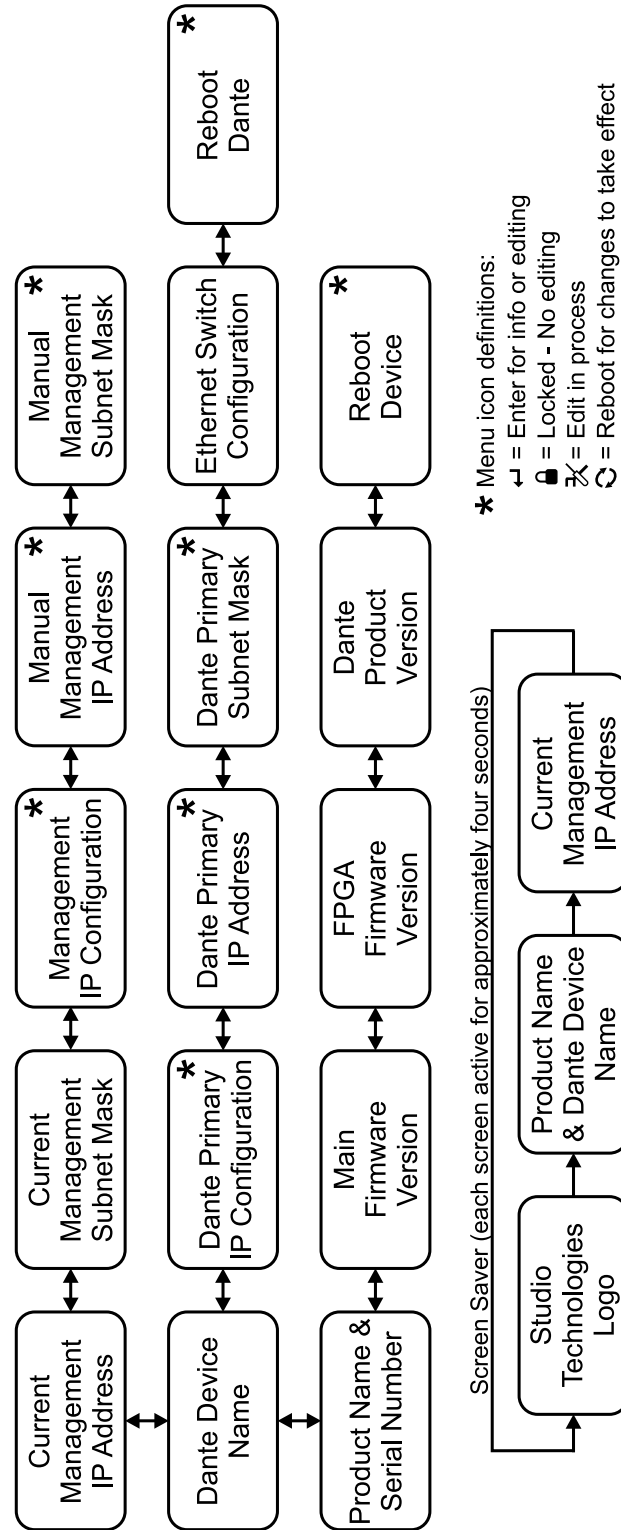 Current
Management
IP Address
Current
Management
Subnet Mask
Management
IP Configuration
*
Manual
Management
IP Address
*
Manual
Management
Subnet Mask
*
Dante Device
Name
Dante Primary
IP Configuration
*
Dante Primary
IP Address
*
Dante Primary
Subnet Mask
*
Ethernet Switch
Configuration
Reboot
Dante
*
Product Name &
Serial Number
Main
Firmware
Version
FPGA
Firmware
Version
Dante
Product
Version
Reboot
Device
*
Screen Saver (each screen active for approximately four seconds)
Studio
Technologies
Logo
Product Name
& Dante Device
Name
Current
Management
IP Address
* Menu icon definitions:
↵ = Enter for info or editing
🔒 = Locked - No editing
= Edit in process
= Reboot for changes to take effect